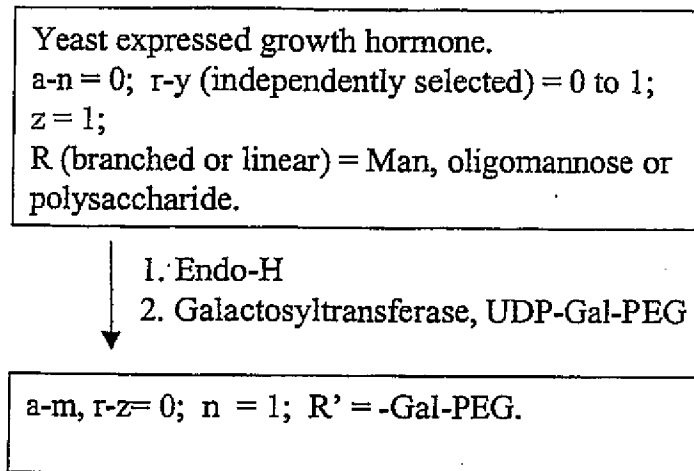 Yeast expressed growth hormone.
a-n = 0; r-y (independently selected) = 0 to 1;
z = 1;
R (branched or linear) = Man, oligomannose or
polysaccharide.
1. Endo-H
2. Galactosyltransferase, UDP-Gal-PEG
a-m, r-z= 0; n = 1; R’ = -Gal-PEG.